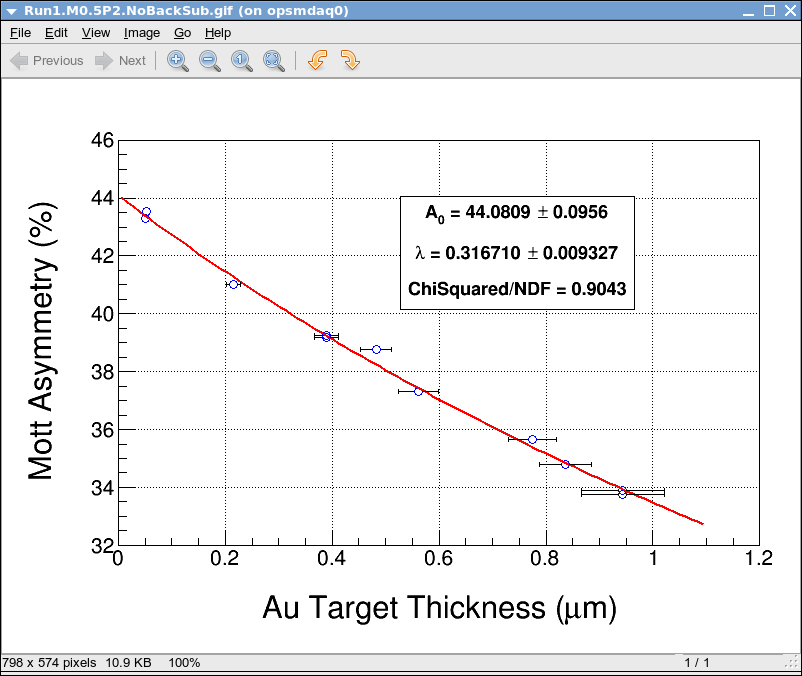 Run1.M0.5P2.NoBackSub.gif (on opsmdaq0)
File Edit View Image Go Help
Previous Next
46
44
42
40
38
36
34
32
Mott Asymmetry (%)
A0 = 44.0809 ± 0.0956
λ = 0.316710 ± 0.009327
ChiSquared/NDF = 0.9043
0 0.2 0.4 0.6 0.8 1 1.2
Au Target Thickness (μm)
798 x 574 pixels 10.9 KB 100% 1 / 1